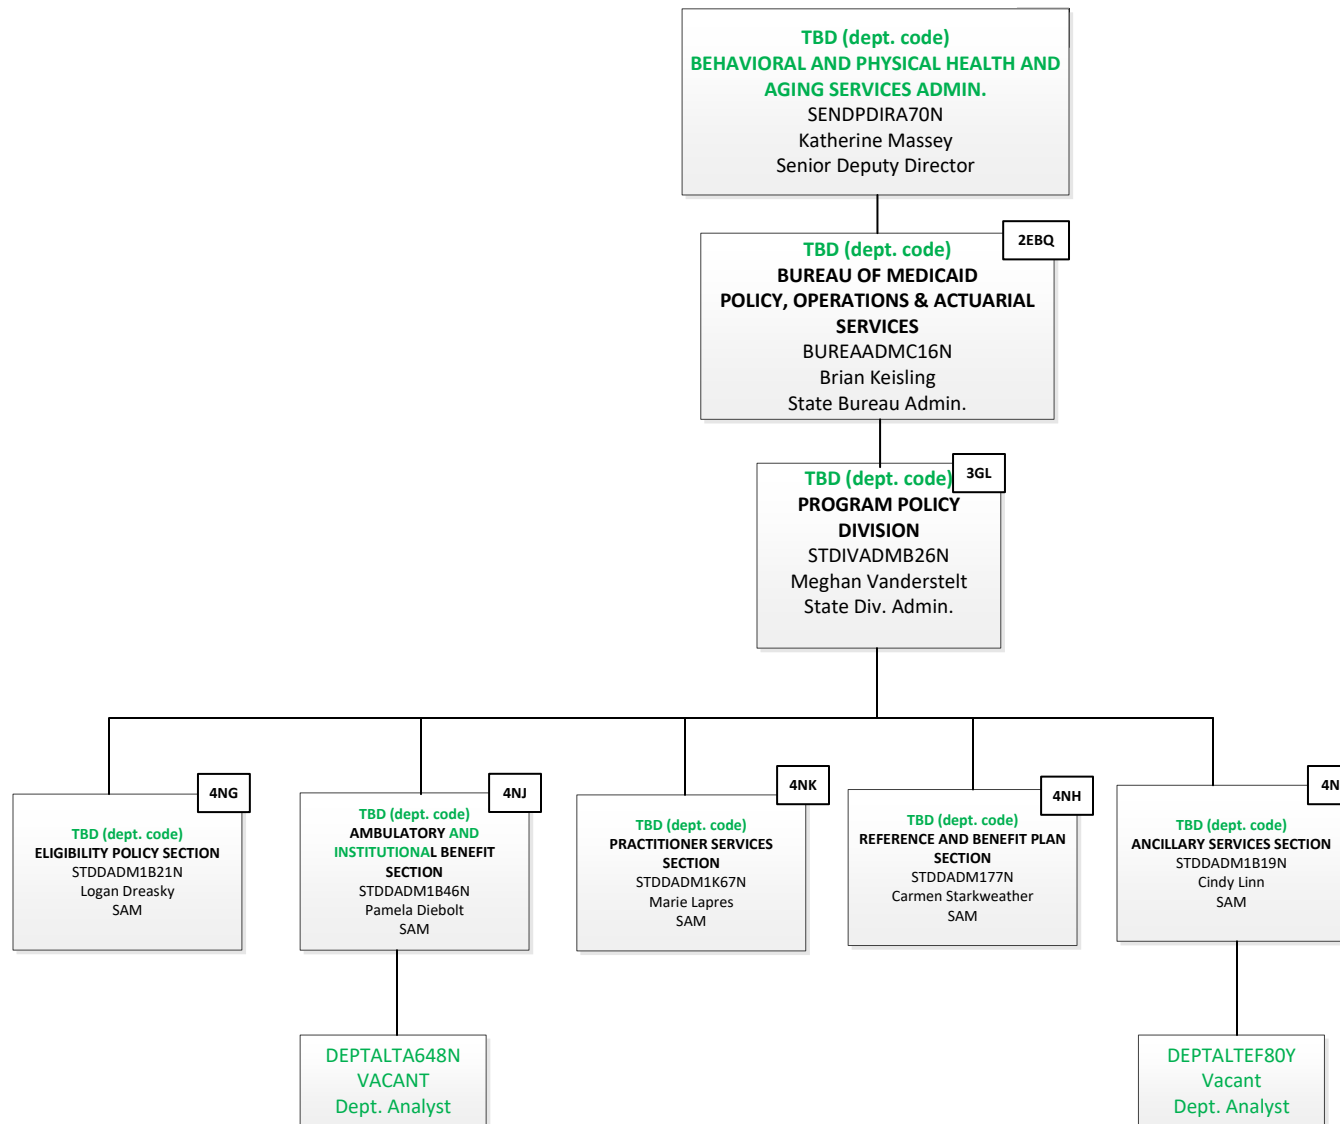 TBD (dept. code)
BEHAVIORAL AND PHYSICAL HEALTH AND
AGING SERVICES ADMIN.
SENDPDIRA70N
Katherine Massey
Senior Deputy Director
2EBQ
TBD (dept. code)
BUREAU OF MEDICAID
POLICY, OPERATIONS & ACTUARIAL
SERVICES
BUREAADMC16N
Brian Keisling
State Bureau Admin.
3GL
TBD (dept. code)
PROGRAM POLICY
DIVISION
STDIVADMB26N
Meghan Vanderstelt
State Div. Admin.
4NG
TBD (dept. code)
ELIGIBILITY POLICY SECTION
STDDADM1B21N
Logan Dreasky
SAM
4NJ
TBD (dept. code)
AMBULATORY AND
INSTITUTIONAL BENEFIT
SECTION
STDDADM1B46N
Pamela Diebolt
SAM
4NK
TBD (dept. code)
PRACTITIONER SERVICES
SECTION
STDDADM1K67N
Marie Lapres
SAM
4NH
TBD (dept. code)
REFERENCE AND BENEFIT PLAN
SECTION
STDDADM177N
Carmen Starkweather
SAM
4N
TBD (dept. code)
ANCILLARY SERVICES SECTION
STDDADM1B19N
Cindy Linn
SAM
DEPTALTA648N
VACANT
Dept. Analyst
DEPTALTEF80Y
Vacant
Dept. Analyst